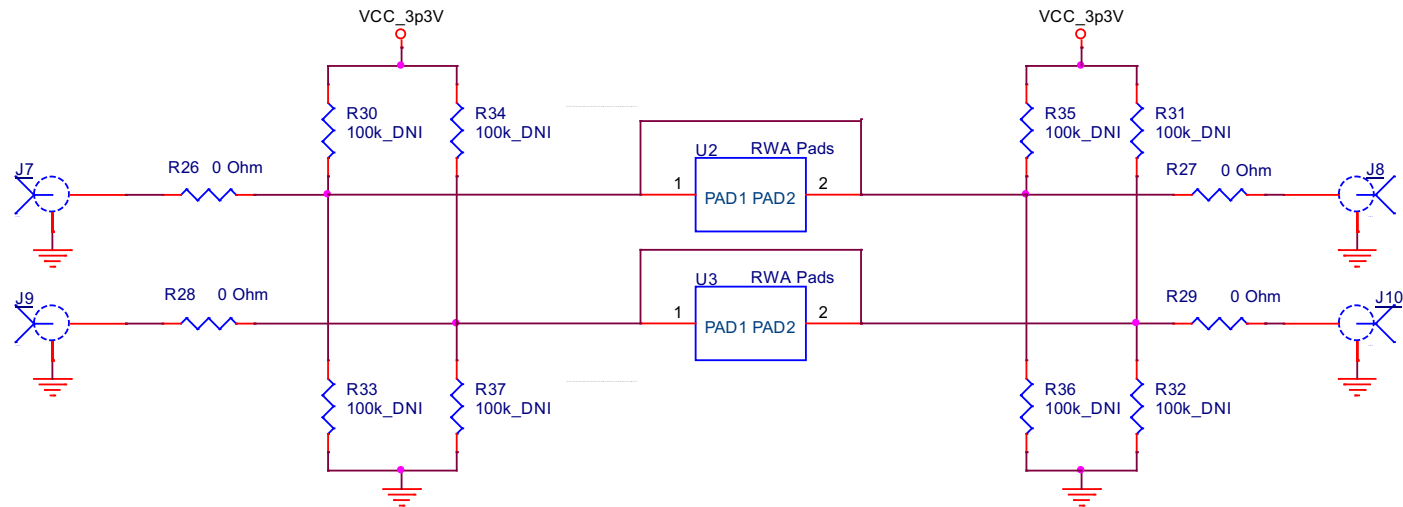 VCC_3p3V
VCC_3p3V
R30
100k_DNI
R34
100k_DNI
R35
100k_DNI
R31
100k_DNI
U2 RWA Pads
J7
R26 0 Ohm
1
PAD1 PAD2
2
R27 0 Ohm
J8
U3 RWA Pads
J9
R28 0 Ohm
1
PAD1 PAD2
2
R29 0 Ohm
J10
R33
100k_DNI
R37
100k_DNI
R36
100k_DNI
R32
100k_DNI